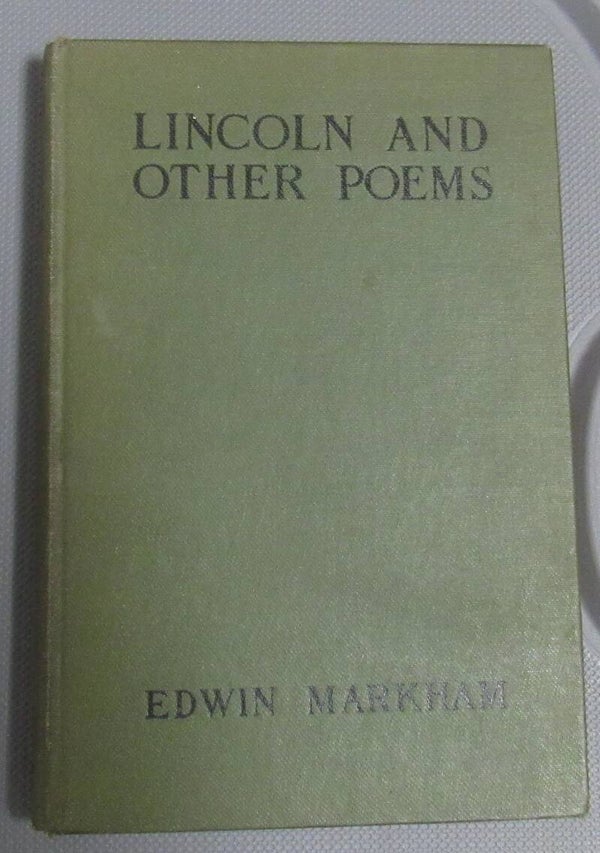 LINCOLN AND
OTHER POEMS
EDWIN MARKHAM